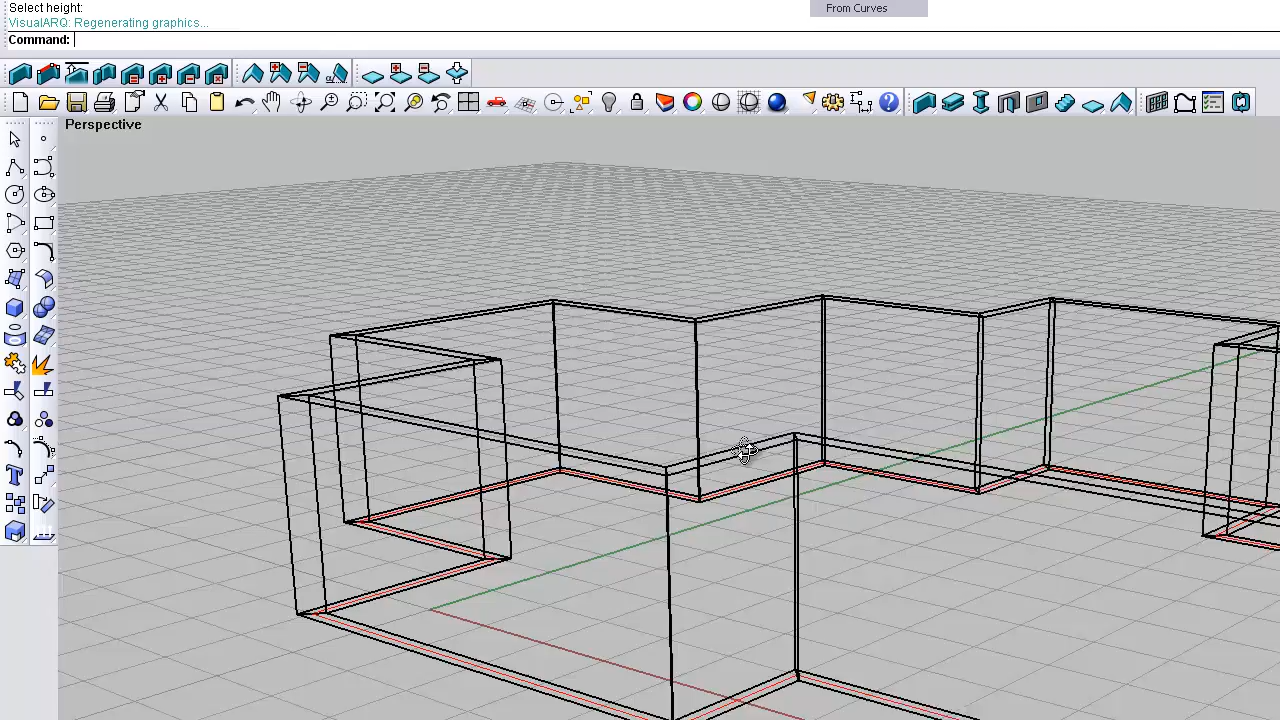 Select height:
From Curves
VisualARQ: Regenerating graphics...
Command:
Perspective